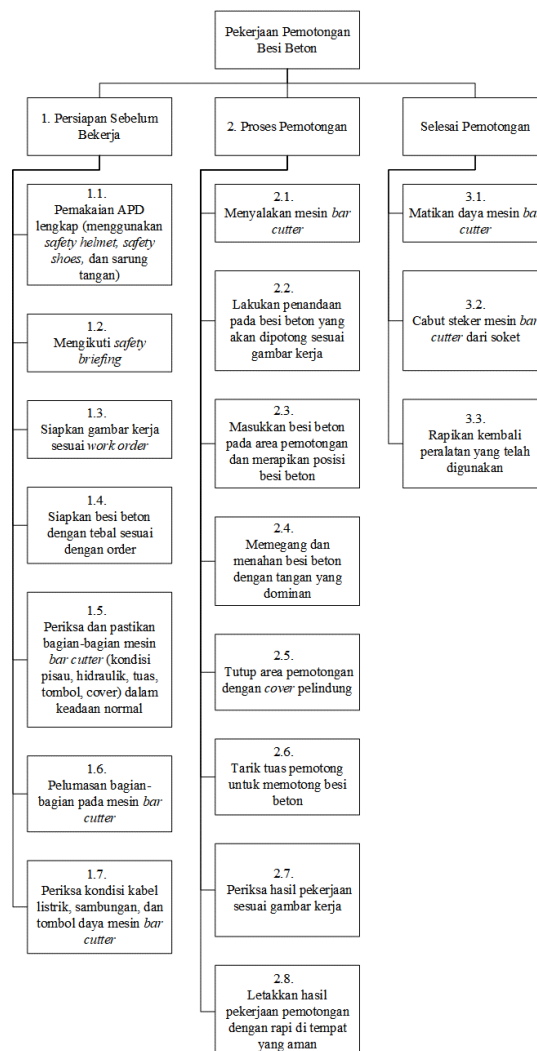 Pekerjaan Pemotongan
Besi Beton
1. Persiapan Sebelum
Bekerja
1.1.
Pemakaian APD
lengkap (menggunakan
safety helmet, safety
shoes, dan sarung
tangan)
1.2.
Mengikuti safety
briefing
1.3.
Siapkan gambar kerja
sesuai work order
1.4.
Siapkan besi beton
dengan tebal sesuai
dengan order
1.5.
Periksa dan pastikan
bagian-bagian mesin
bar cutter (kondisi
pisau, hidraulik, tuas,
tombol, cover) dalam
keadaan normal
1.6.
Pelumasan bagian-
bagian pada mesin bar
cutter
1.7.
Periksa kondisi kabel
listrik, sambungan, dan
tombol daya mesin bar
cutter
2. Proses Pemotongan
2.1.
Menyalakan mesin bar
cutter
2.2.
Lakukan penandaan
pada besi beton yang
akan dipotong sesuai
gambar kerja
2.3.
Masukkan besi beton
pada area pemotongan
dan merapikan posisi
besi beton
2.4.
Memegang dan
menahan besi beton
dengan tangan yang
dominan
2.5.
Tutup area pemotongan
dengan cover pelindung
2.6.
Tarik tuas pemotong
untuk memotong besi
beton
2.7.
Periksa hasil pekerjaan
sesuai gambar kerja
2.8.
Letakkan hasil
pekerjaan pemotongan
dengan rapi di tempat
yang aman
Selesai Pemotongan
3.1.
Matikan daya mesin bar
cutter
3.2.
Cabut steker mesin bar
cutter dari soket
3.3.
Rapikan kembali
peralatan yang telah
digunakan